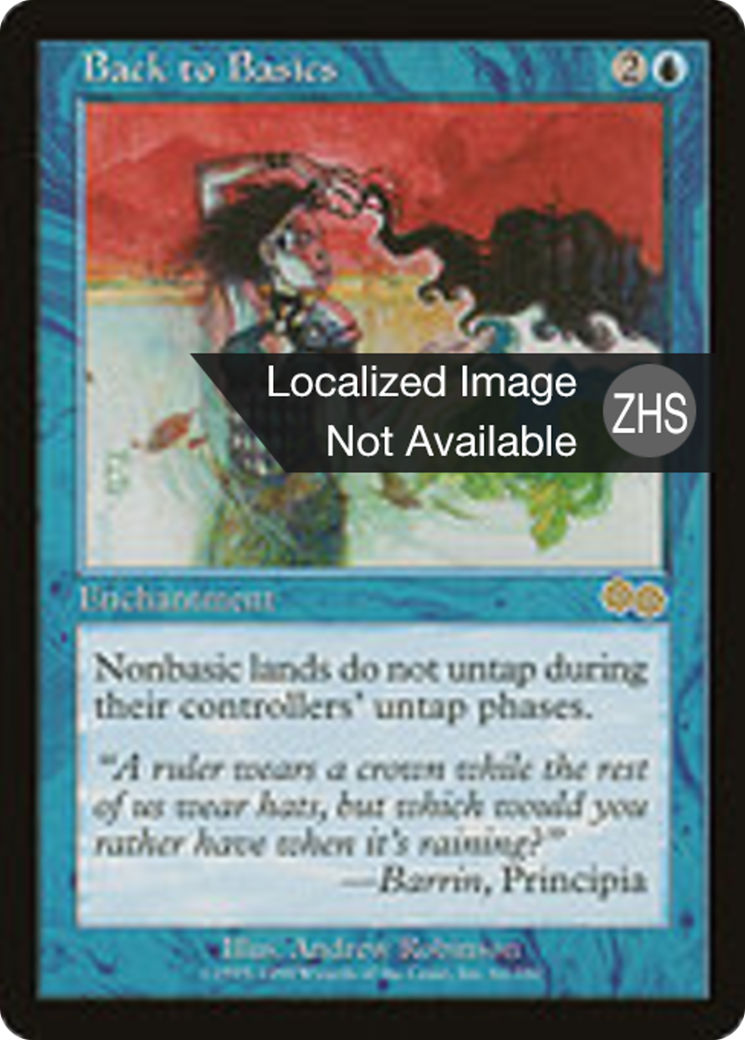 Back to Basics
2
Localized Image
Not Available
ZHS
Enchantment
Nonbasic lands do not untap during
their controllers' untap phases.
"A ruler wears a crown while the rest
of us wear hats, but which would you
rather have when it's raining?"
—Barrin, Principia
Illus. Andrew Robinson